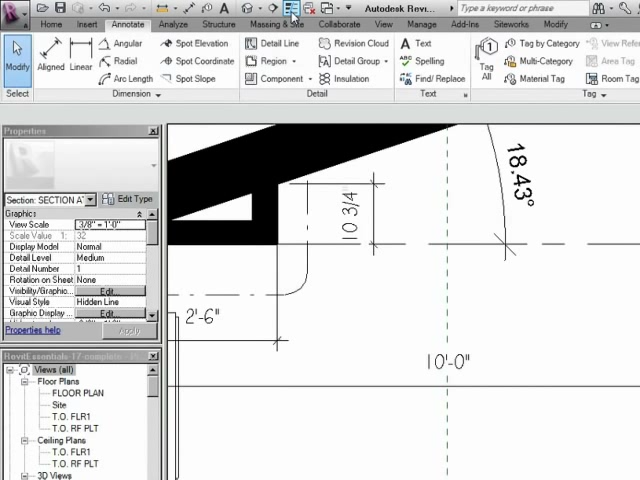 Autodesk Revi...
Type a keyword or phrase
Home Insert Annotate Analyze Structure Massing & Site Collaborate View Manage Add-Ins Siteworks Modify
Modify
Aligned
Linear
Angular
Radial
Arc Length
Spot Elevation
Spot Coordinate
Spot Slope
Detail Line
Region
Component
Revision Cloud
Detail Group
Insulation
Text
ABC Spelling
Find/ Replace
Tag All
Tag by Category
Multi-Category
Material Tag
View Refere
Area Tag
Room Tag
Select
Dimension
Detail
Text
Tag
Properties
Section: SECTION A
Edit Type
Graphics
View Scale 3/8" = 1'-0"
Scale Value 1: 32
Display Model Normal
Detail Level Medium
Detail Number 1
Rotation on Sheet None
Visibility/Graphic... Edit...
Visual Style Hidden Line
Graphic Display ... Edit...
Properties help
Apply
RevitEssentials 17-complete - P
Views (all)
Floor Plans
FLOOR PLAN
Site
T.O. FLR1
T.O. RF PLT
Ceiling Plans
T.O. FLR1
T.O. RF PLT
3D Views
18.43°
10 3/4"
2'-6"
10'-0"